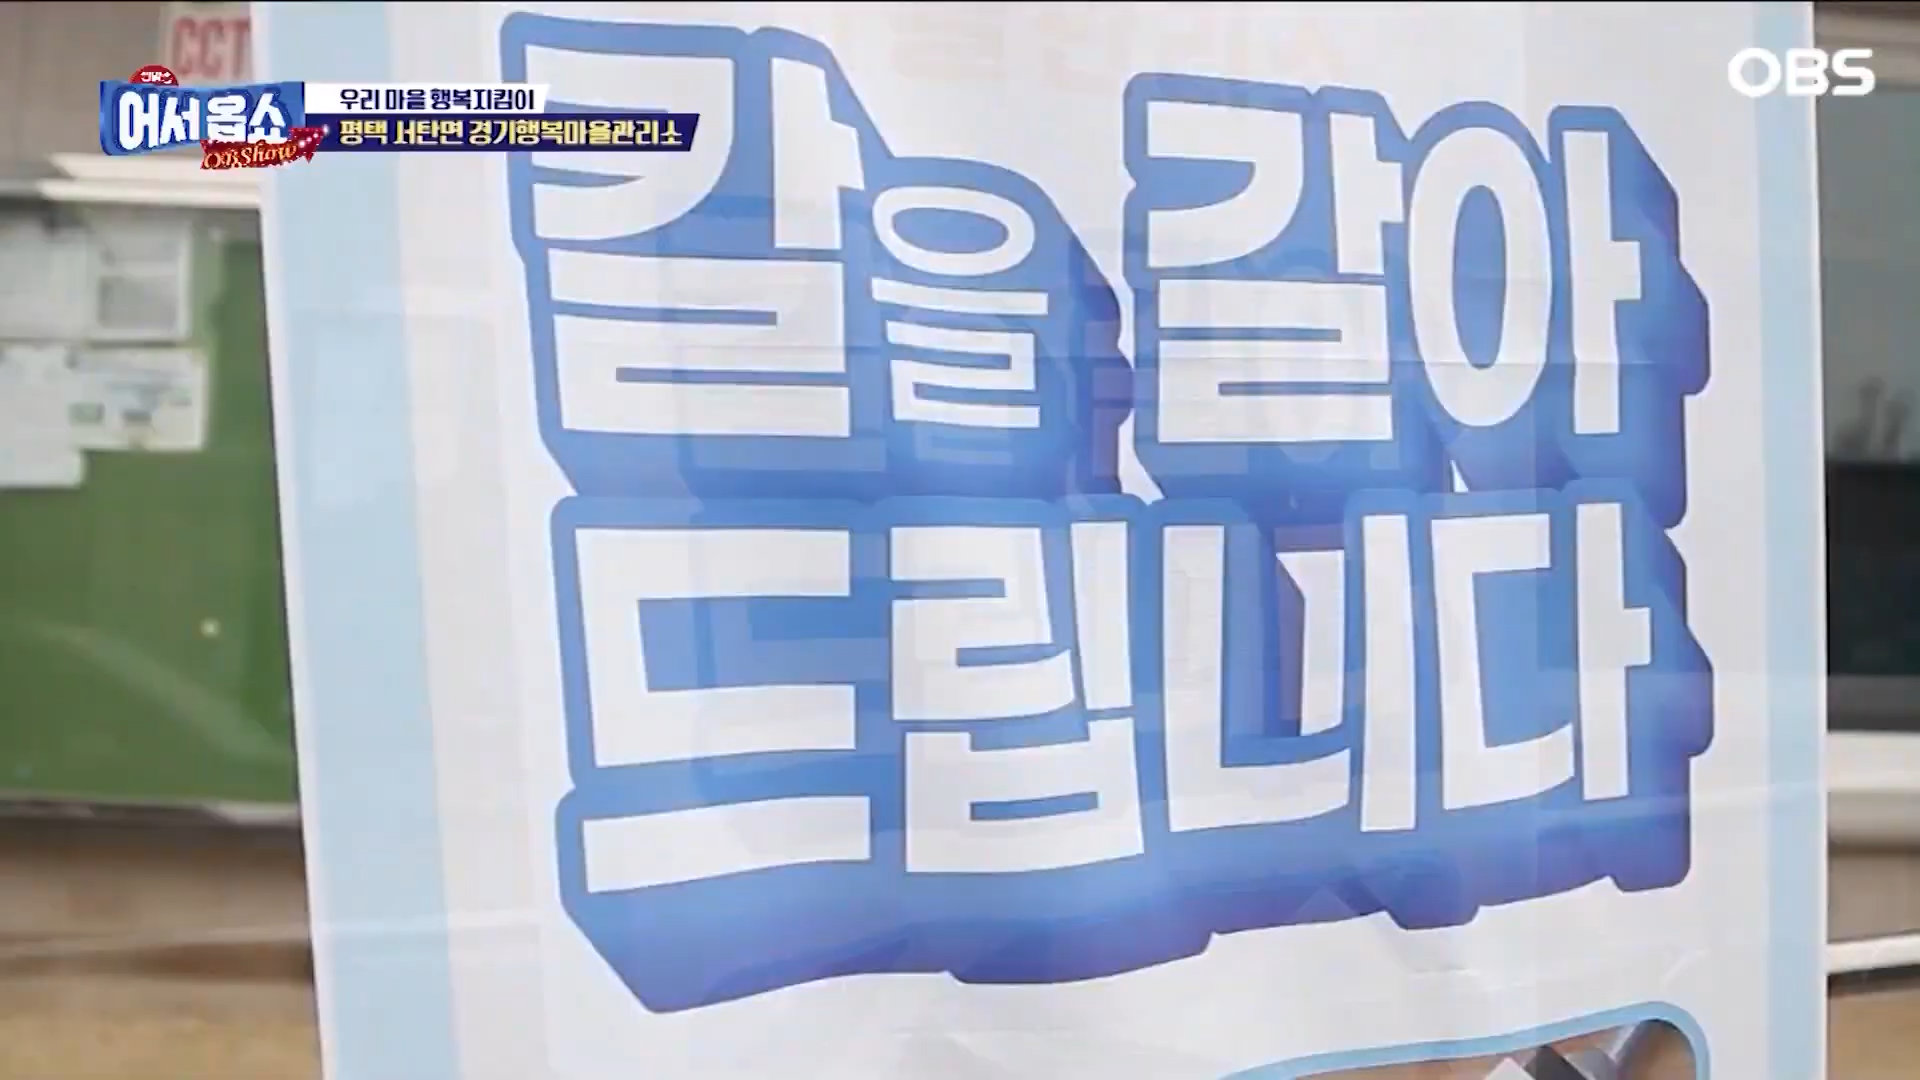 CCT
어서옵쇼
OBShow
우리 마을 행복지킴이
평택 서탄면 경기행복마을관리소
OBS
칼을 갈아
드립니다